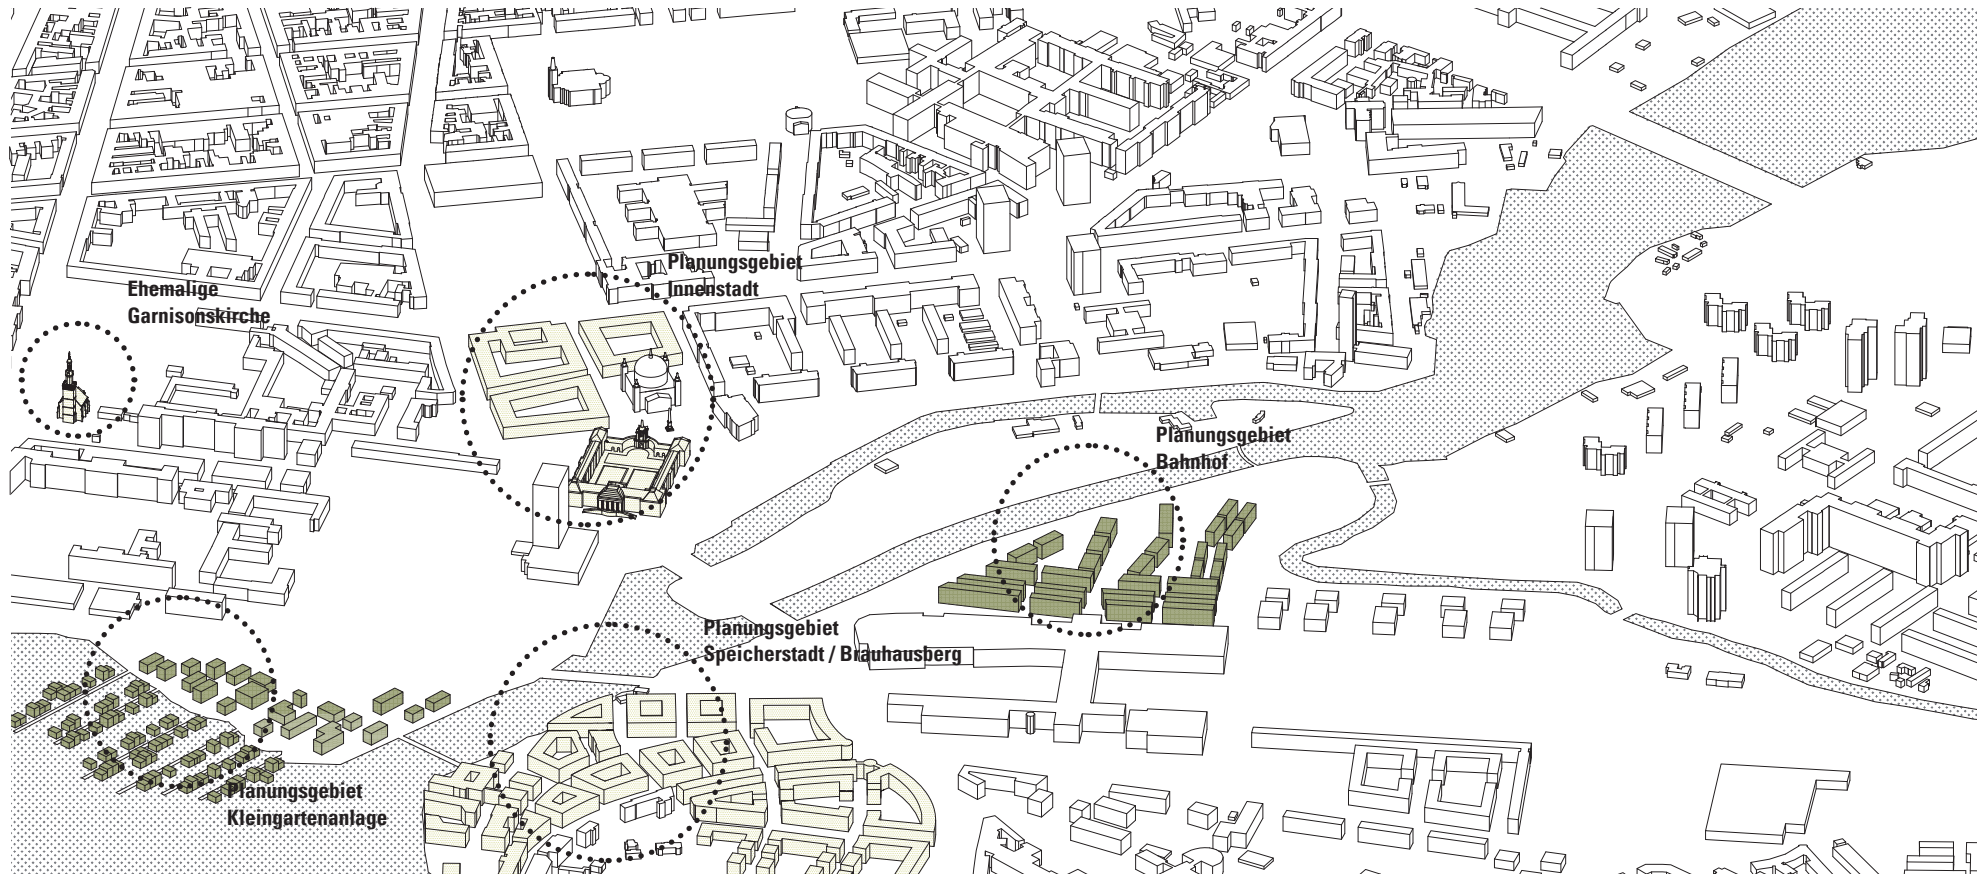 Planungsgebiet
Innenstadt
Ehemalige
Garnisonskirche
Planungsgebiet
Bahnhof
Planungsgebiet
Speicherstadt / Brauhausberg
Planungsgebiet
Kleingartenanlage